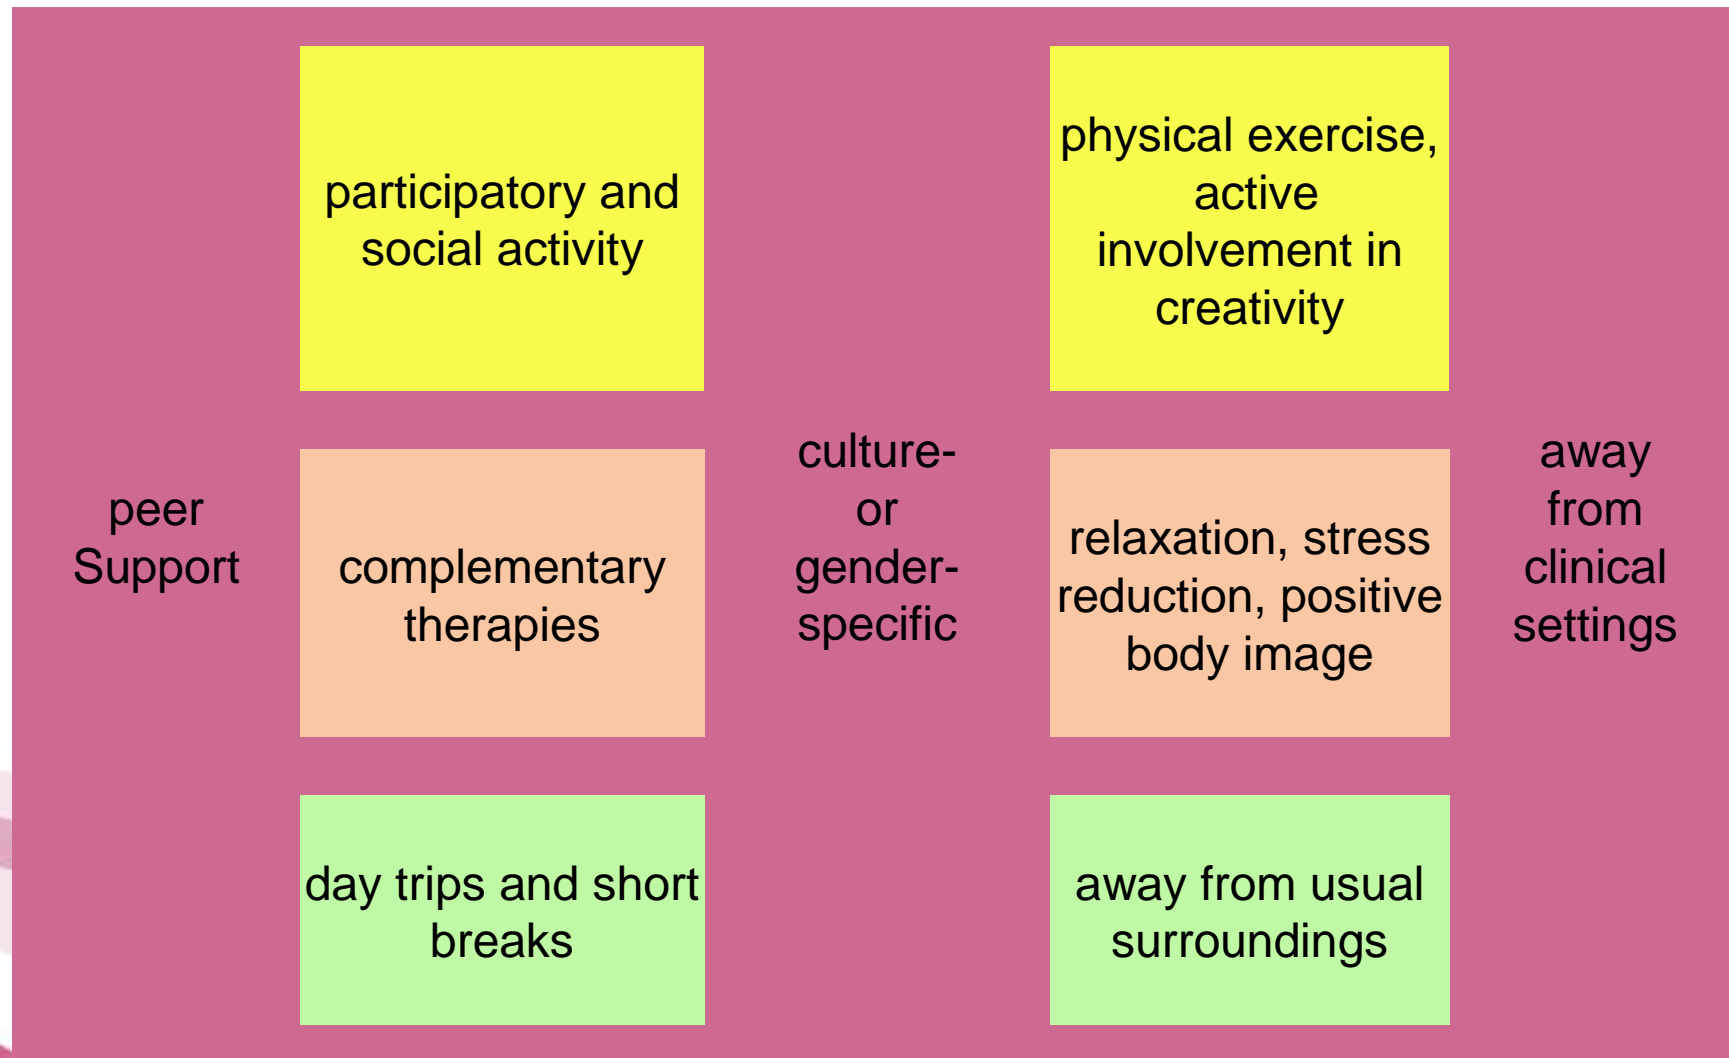 participatory and
social activity
physical exercise,
active
involvement in
creativity
peer
Support
complementary
therapies
culture-
or
gender-
specific
relaxation, stress
reduction, positive
body image
away
from
clinical
settings
day trips and short
breaks
away from usual
surroundings